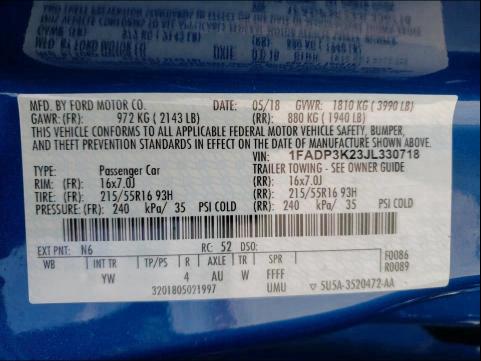 MFD. BY FORD MOTOR CO. 05/18 GVWR: 1810 KG ( 3990 LB)
GAWR: (FR): 972 KG ( 2143 LB) (RR): 880 KG ( 1940 LB)
THIS VEHICLE CONFORMS TO ALL APPLICABLE FEDERAL MOTOR VEHICLE SAFETY, BUMPER,
AND THEFT PREVENTION STANDARDS IN EFFECT ON THE DATE OF MANUFACTURE SHOWN ABOVE.
VIN: 1FADP3K23JL330718
TYPE: Passenger Car TRAILER TOWING - SEE OWNER GUIDE
RIM: (FR) 16x7.0J (RR): 16x7.0J
TIRE: (FR): 215/55R16 93H (RR): 215/55R16 93H
PRESSURE: (FR) 240 kPa/ 35 PSI COLD (RR): 240 kPa/ 35 PSI COLD
EXT PNT: N6 RC: 52 DSO: F0086
WB INT TR TP/PS R AXLE TR SPR R0089
YW 4 AU W FFFF
3201805021997 UMU 5U5A-3520472-AA